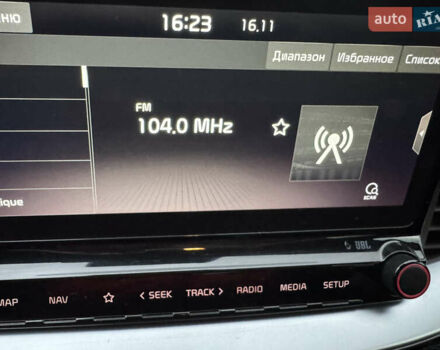 НЮ
16:23
16.11
auto
RIA
Диапазон
Избранное
Список
FM
104.0 MHz
SCAN
ique
JBL
MAP
NAV
SEEK
TRACK
RADIO
MEDIA
SETUP